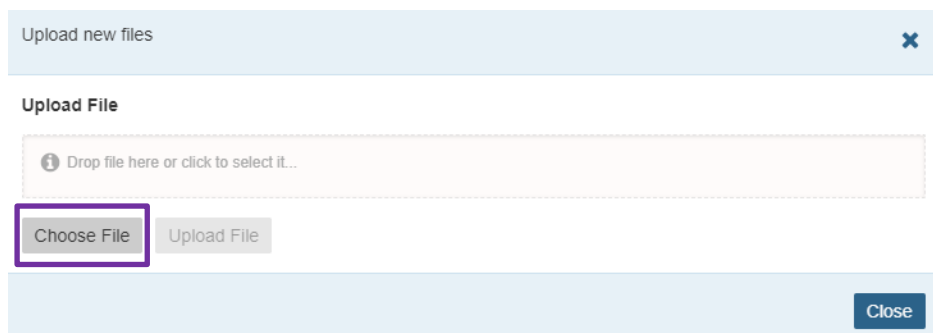 Upload new files
Upload File
Drop file here or click to select it...
Choose File Upload File
Close